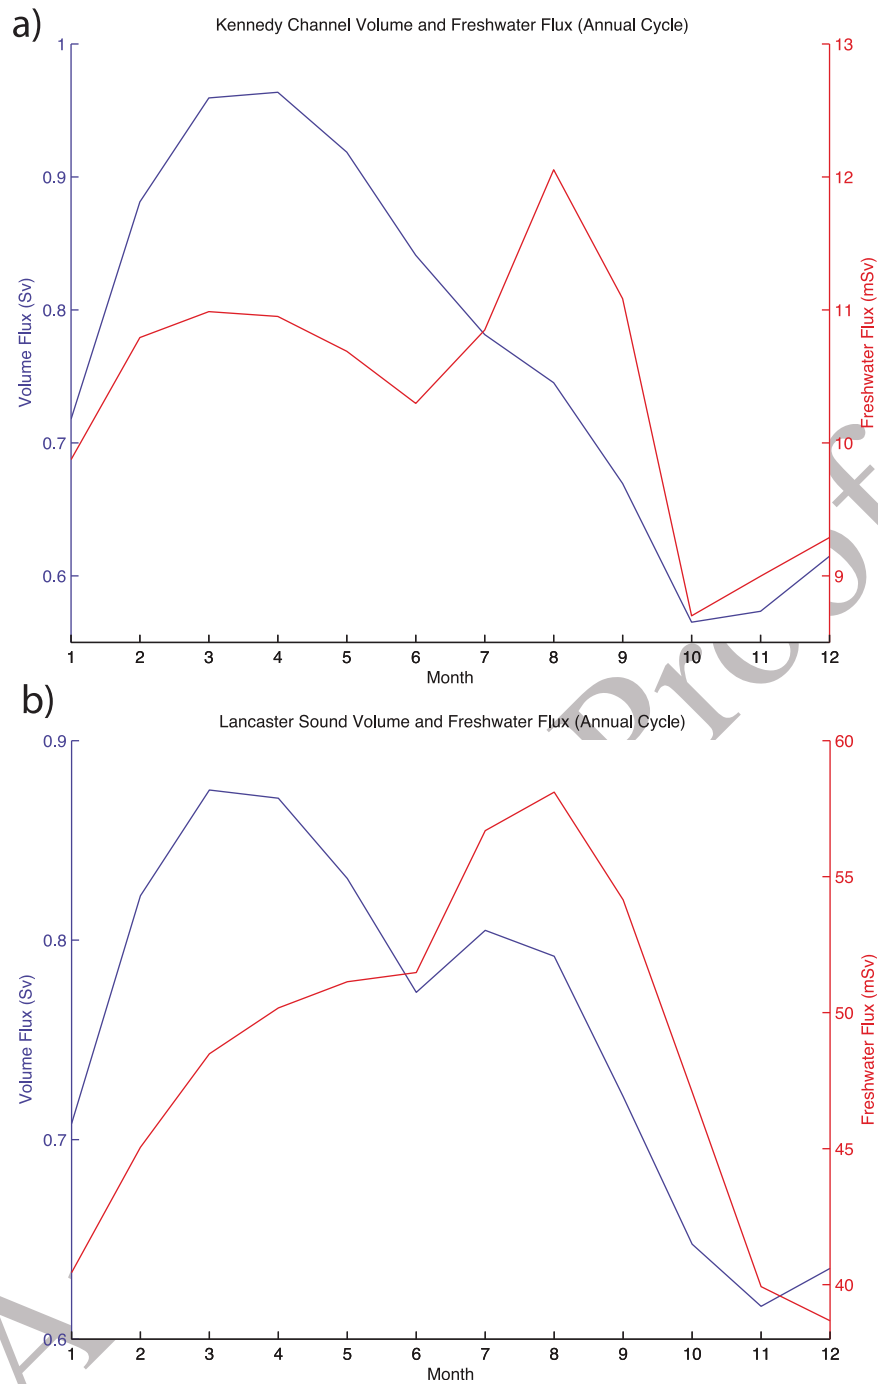 a)
Kennedy Channel Volume and Freshwater Flux (Annual Cycle)
1
0.9
0.8
0.7
0.6
Volume Flux (Sv)
13
12
11
10
9
Freshwater Flux (mSv)
1 2 3 4 5 6 7 8 9 10 11 12
Month
b)
Lancaster Sound Volume and Freshwater Flux (Annual Cycle)
0.9
0.8
0.7
0.6
Volume Flux (Sv)
60
55
50
45
40
Freshwater Flux (mSv)
1 2 3 4 5 6 7 8 9 10 11 12
Month
A
Proof